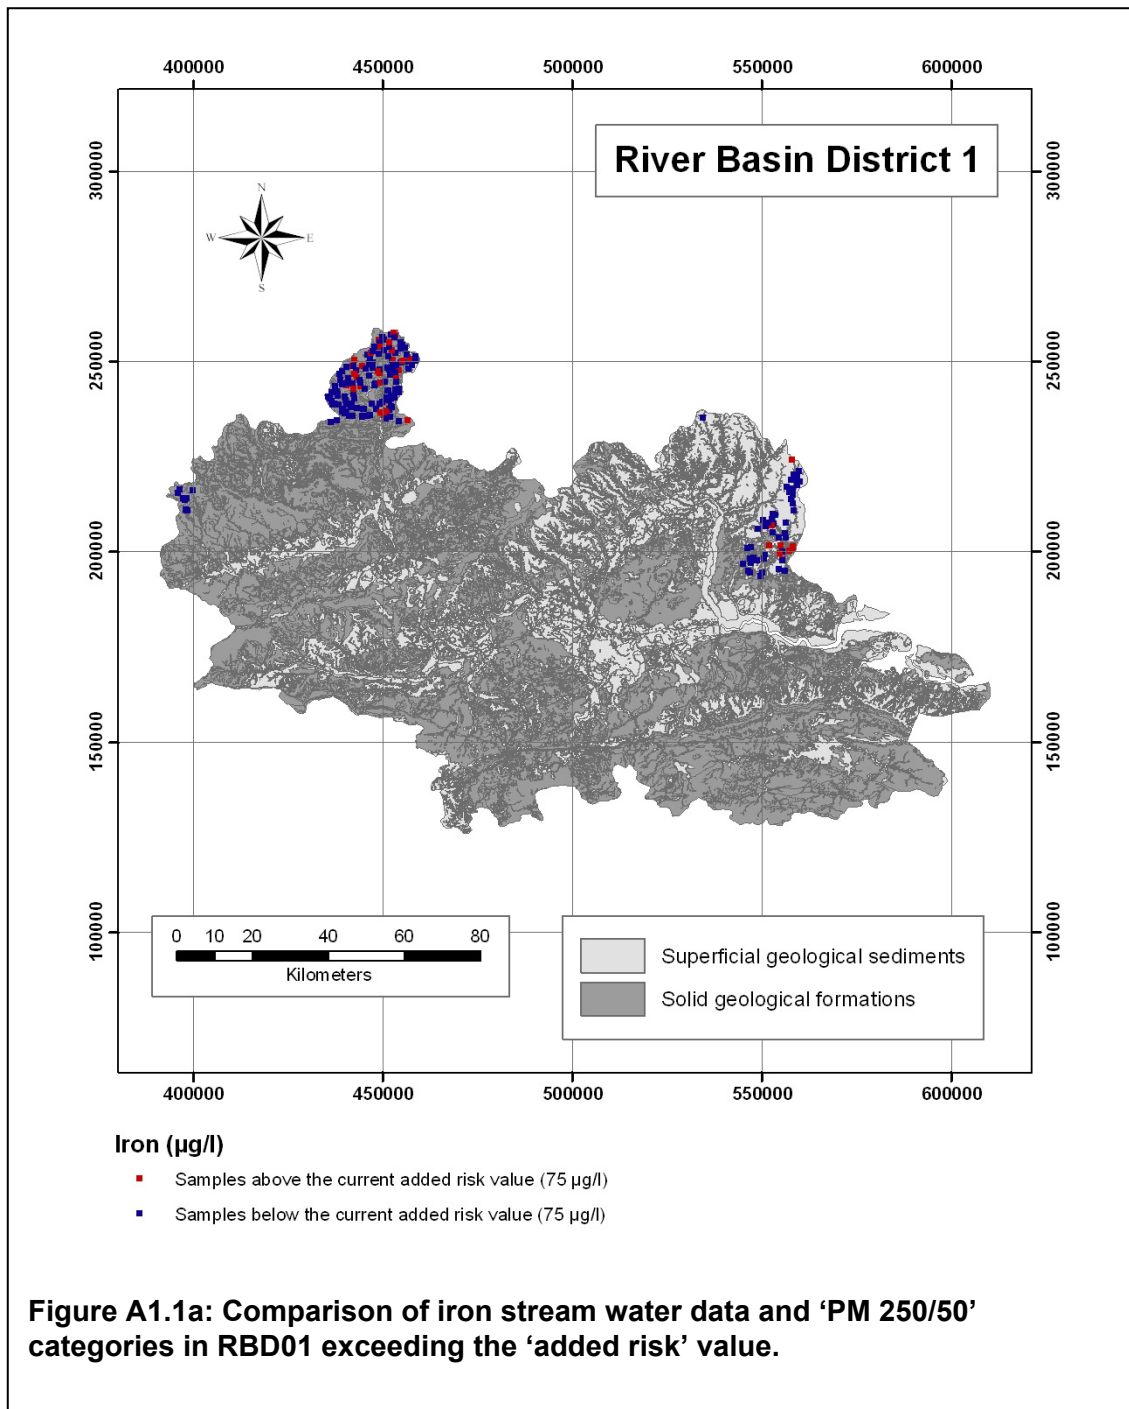 400000 450000 500000 550000 600000
River Basin District 1
300000 300000
N
W E
S
250000 250000
200000 200000
150000 150000
100000 100000
0 10 20 40 60 80
Kilometers
Superficial geological sediments
Solid geological formations
400000 450000 500000 550000 600000
Iron (µg/l)
Samples above the current added risk value (75 µg/l)
Samples below the current added risk value (75 µg/l)
Figure A1.1a: Comparison of iron stream water data and ‘PM 250/50’
categories in RBD01 exceeding the ‘added risk’ value.